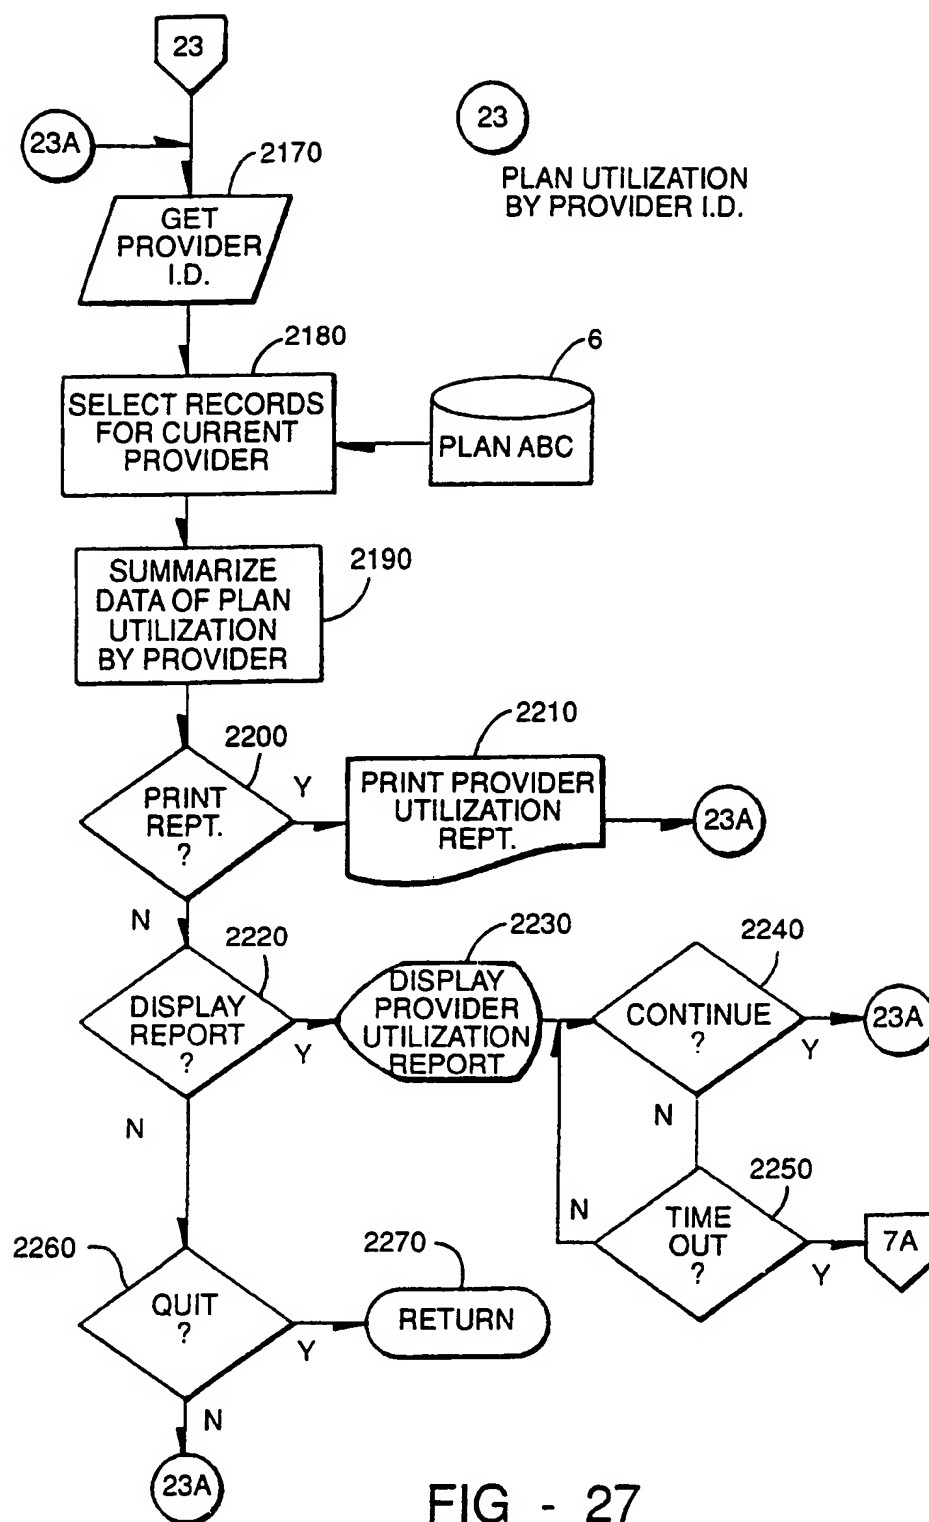 23
23A
23
PLAN UTILIZATION
BY PROVIDER I.D.
2170
GET
PROVIDER
I.D.
2180
SELECT RECORDS
FOR CURRENT
PROVIDER
6
PLAN ABC
2190
SUMMARIZE
DATA OF PLAN
UTILIZATION
BY PROVIDER
2200
PRINT
REPT.
?
Y
N
2210
PRINT PROVIDER
UTILIZATION
REPT.
23A
2220
DISPLAY
REPORT
?
Y
N
2230
DISPLAY
PROVIDER
UTILIZATION
REPORT
2240
CONTINUE
?
Y
23A
N
2250
TIME
OUT
?
N
Y
7A
2260
QUIT
?
Y
2270
RETURN
N
23A
FIG - 27